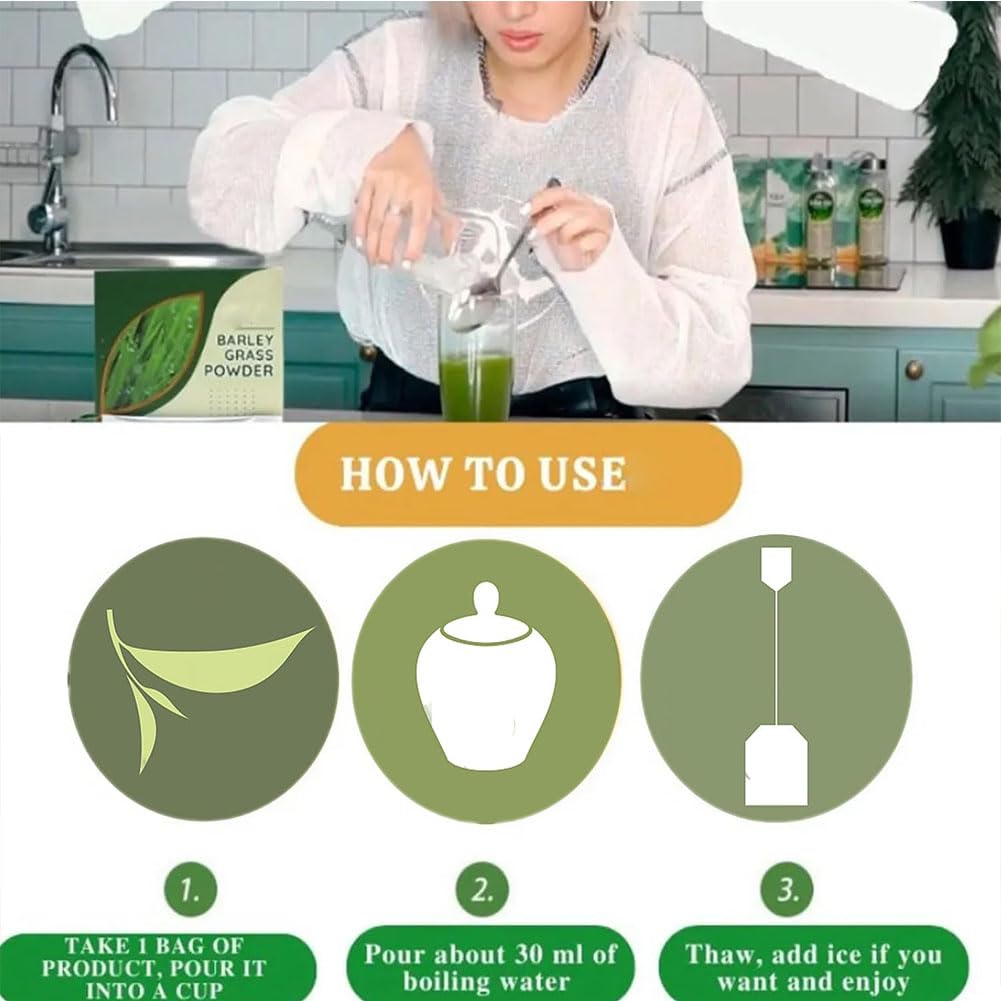 BARLEY
GRASS
POWDER
HOW TO USE
1.
2.
3.
TAKE 1 BAG OF
PRODUCT, POUR IT
INTO A CUP
Pour about 30 ml of
boiling water
Thaw, add ice if you
want and enjoy